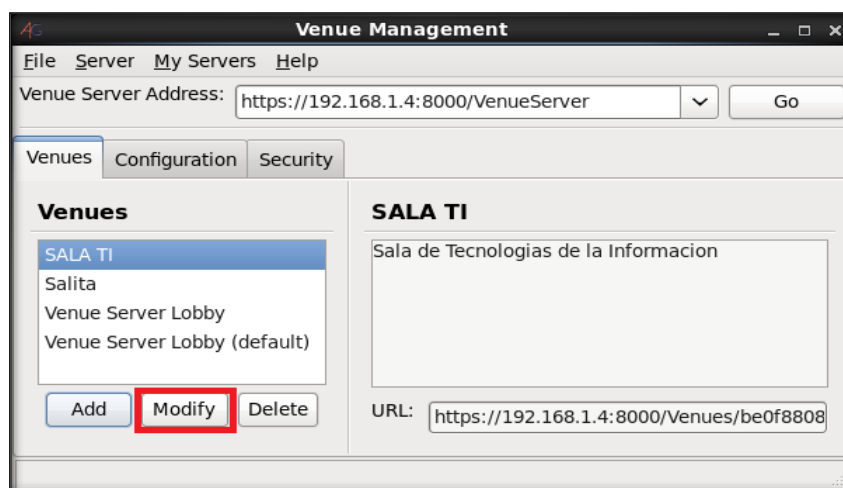 AG Venue Management
File Server My Servers Help
Venue Server Address: https://192.168.1.4:8000/VenueServer Go
Venues Configuration Security
Venues
SALA TI
Salita
Venue Server Lobby
Venue Server Lobby (default)
Add Modify Delete
SALA TI
Sala de Tecnologias de la Informacion
URL: https://192.168.1.4:8000/Venues/be0f8808